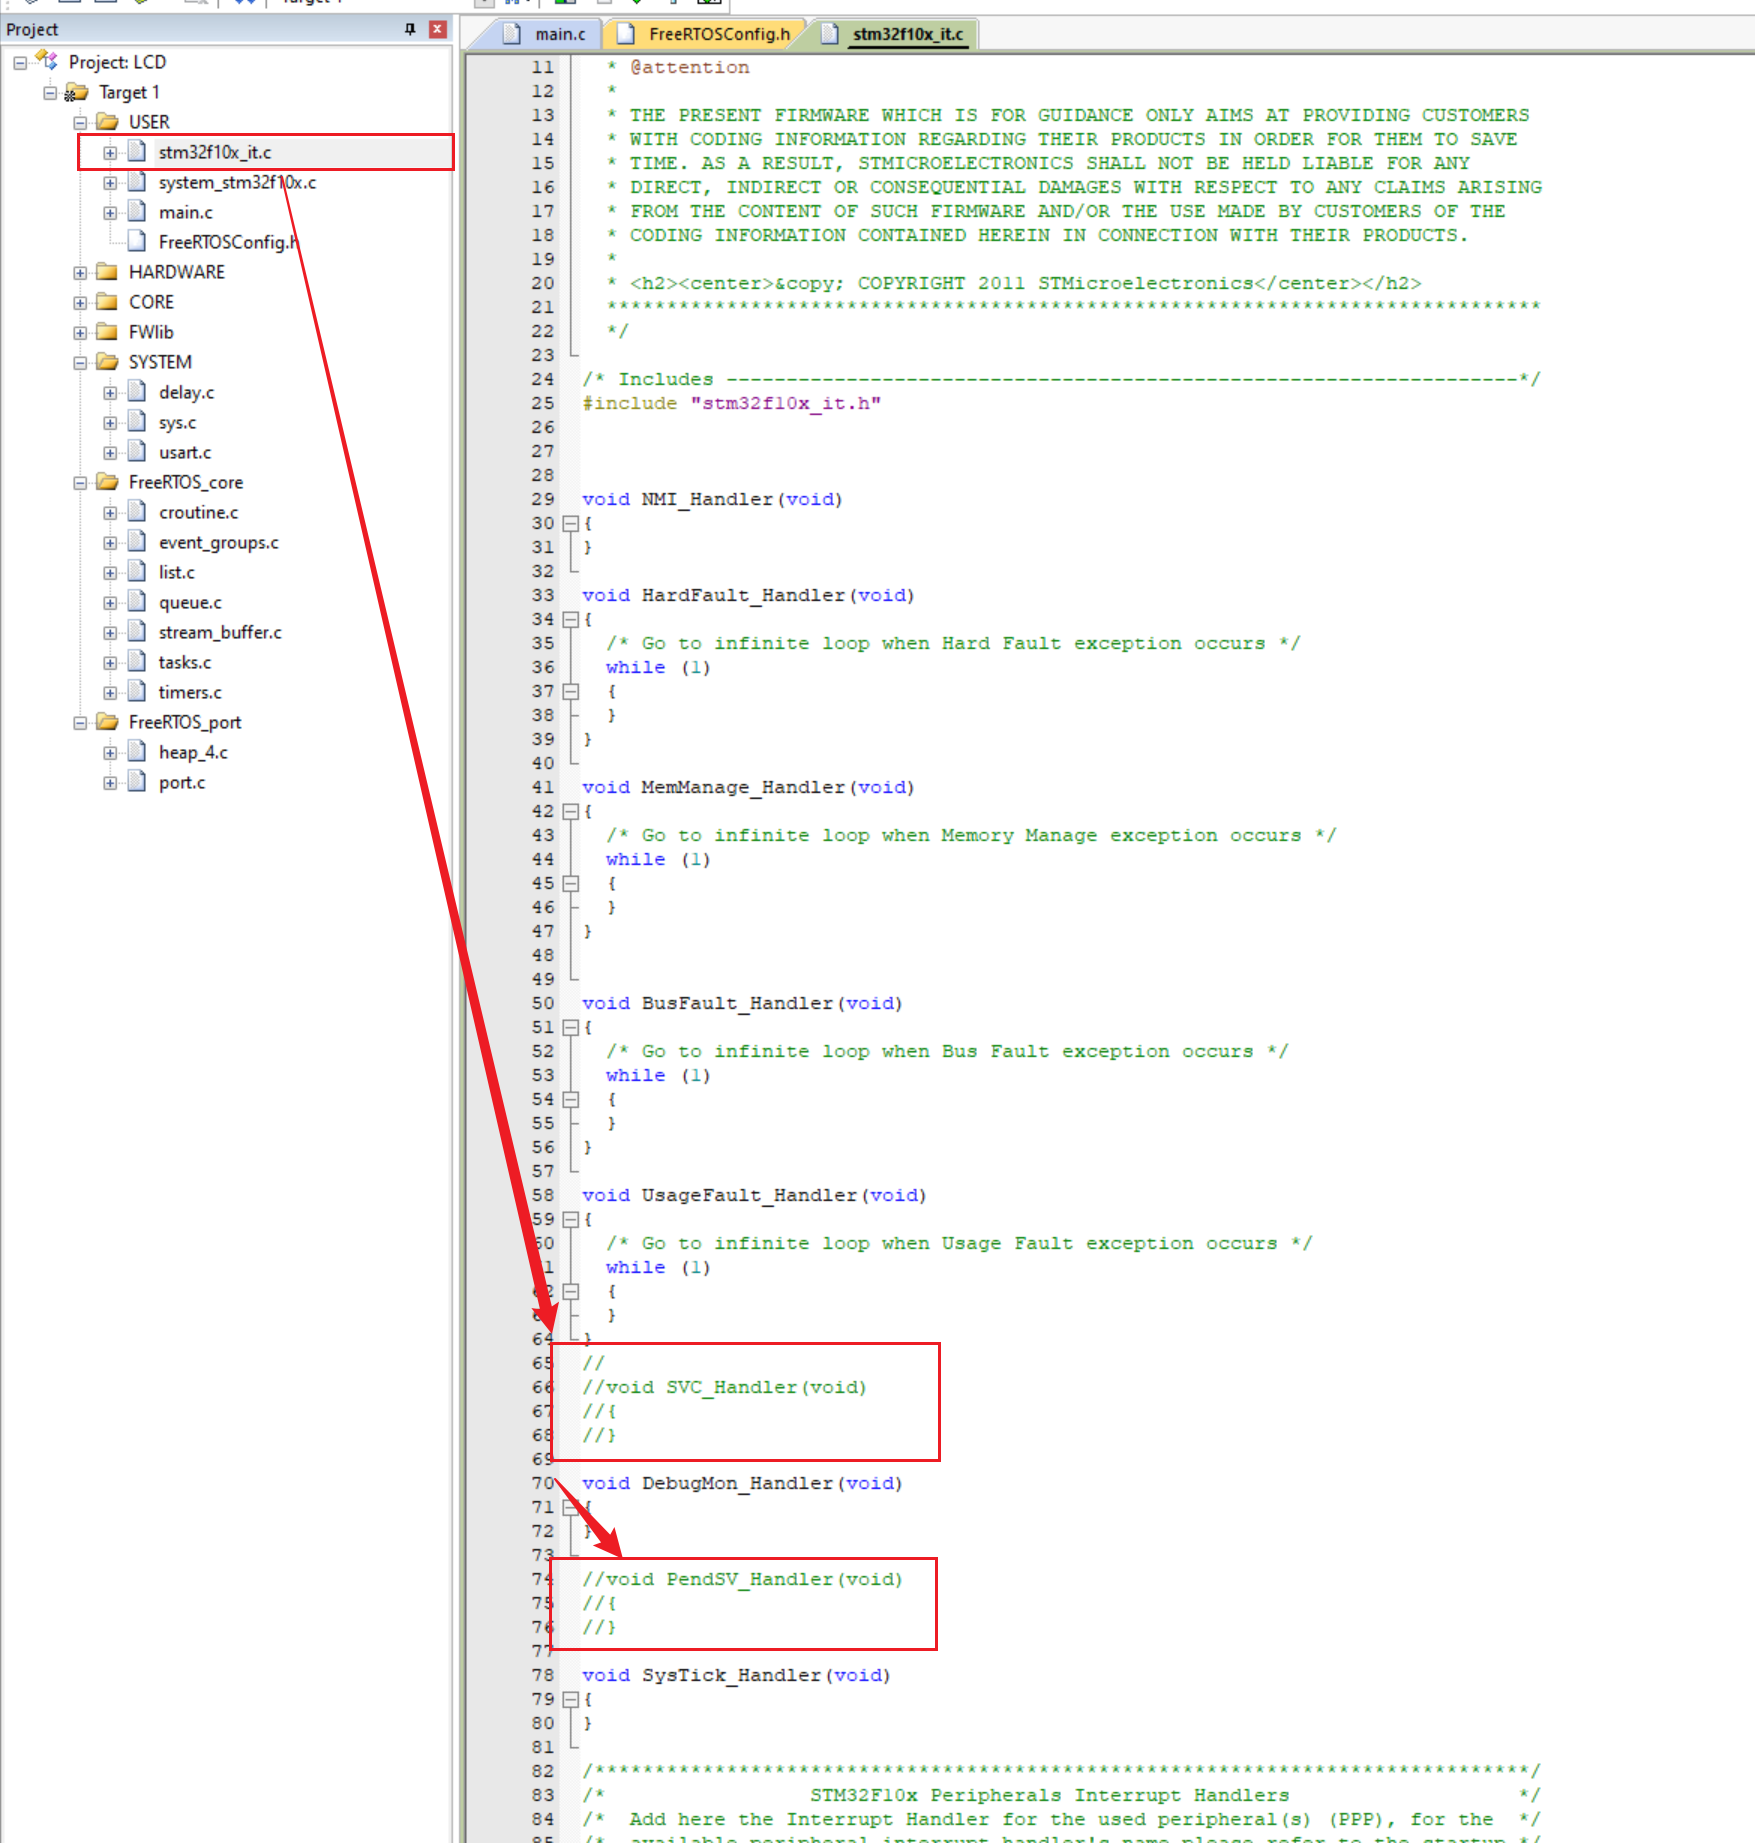 Project
Project: LCD
Target 1
USER
stm32f10x_it.c
system_stm32f10x.c
main.c
FreeRTOSConfig.h
HARDWARE
CORE
FWlib
SYSTEM
delay.c
sys.c
usart.c
FreeRTOS_core
croutine.c
event_groups.c
list.c
queue.c
stream_buffer.c
tasks.c
timers.c
FreeRTOS_port
heap_4.c
port.c
main.c FreeRTOSConfig.h stm32f10x_it.c
11 * @attention
12 *
13 * THE PRESENT FIRMWARE WHICH IS FOR GUIDANCE ONLY AIMS AT PROVIDING CUSTOMERS
14 * WITH CODING INFORMATION REGARDING THEIR PRODUCTS IN ORDER FOR THEM TO SAVE
15 * TIME. AS A RESULT, STMICROELECTRONICS SHALL NOT BE HELD LIABLE FOR ANY
16 * DIRECT, INDIRECT OR CONSEQUENTIAL DAMAGES WITH RESPECT TO ANY CLAIMS ARISING
17 * FROM THE CONTENT OF SUCH FIRMWARE AND/OR THE USE MADE BY CUSTOMERS OF THE
18 * CODING INFORMATION CONTAINED HEREIN IN CONNECTION WITH THEIR PRODUCTS.
19 *
20 * <h2><center>&copy; COPYRIGHT 2011 STMicroelectronics</center></h2>
21 ******************************************************************************
22 */
23
24 /* Includes ------------------------------------------------------------------*/
25 #include "stm32f10x_it.h"
26
27
28
29 void NMI_Handler(void)
30 {
31 }
32
33 void HardFault_Handler(void)
34 {
35 /* Go to infinite loop when Hard Fault exception occurs */
36 while (1)
37 {
38 }
39 }
40
41 void MemManage_Handler(void)
42 {
43 /* Go to infinite loop when Memory Manage exception occurs */
44 while (1)
45 {
46 }
47 }
48
49
50 void BusFault_Handler(void)
51 {
52 /* Go to infinite loop when Bus Fault exception occurs */
53 while (1)
54 {
55 }
56 }
57
58 void UsageFault_Handler(void)
59 {
60 /* Go to infinite loop when Usage Fault exception occurs */
while (1)
62 {
}
64 }
65 //
66 //void SVC_Handler(void)
67 //{
68 //}
69
70 void DebugMon_Handler(void)
71 {
72 }
73
74 //void PendSV_Handler(void)
75 //{
76 //}
77
78 void SysTick_Handler(void)
79 {
80 }
81
82 /******************************************************************************/
83 /* STM32F10x Peripherals Interrupt Handlers */
84 /* Add here the Interrupt Handler for the used peripheral(s) (PPP), for the */